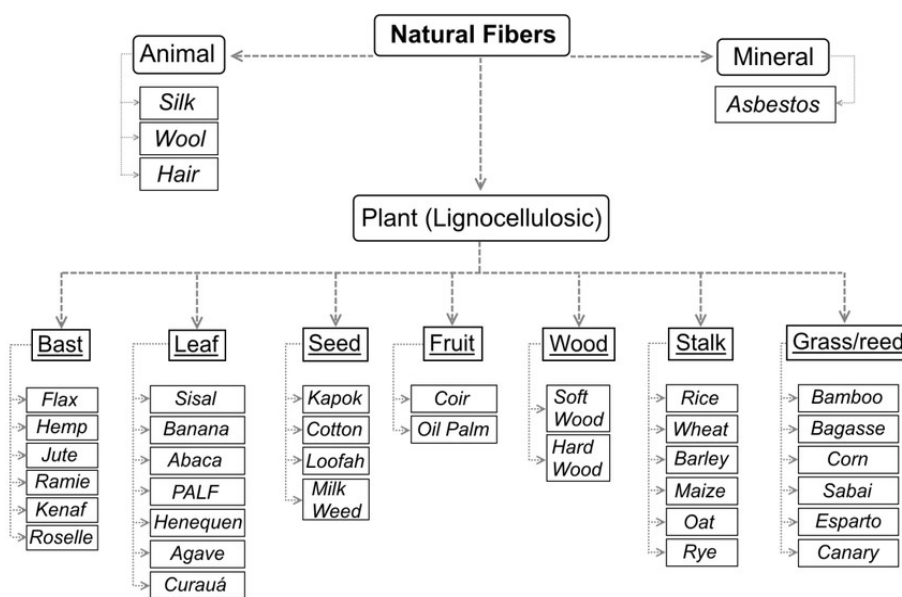 Natural Fibers
Animal
Silk
Wool
Hair
Mineral
Asbestos
Plant (Lignocellulosic)
Bast
Flax
Hemp
Jute
Ramie
Kenaf
Roselle
Leaf
Sisal
Banana
Abaca
PALF
Henequen
Agave
Curauá
Seed
Kapok
Cotton
Loofah
Milk
Weed
Fruit
Coir
Oil Palm
Wood
Soft
Wood
Hard
Wood
Stalk
Rice
Wheat
Barley
Maize
Oat
Rye
Grass/reed
Bamboo
Bagasse
Corn
Sabai
Esparto
Canary